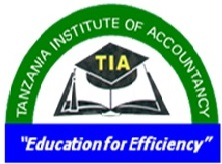 TANZANIA INSTITUTE OF ACCOUNTANCY
TIA
"Education for Efficiency"